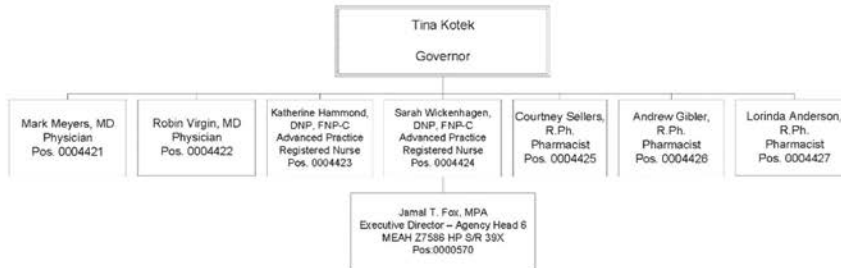 Tina Kotek
Governor
Mark Meyers, MD
Physician
Pos. 0004421
Robin Virgin, MD
Physician
Pos. 0004422
Katherine Hammond,
DNP, FNP-C
Advanced Practice
Registered Nurse
Pos. 0004423
Sarah Wickenhagen,
DNP, FNP-C
Advanced Practice
Registered Nurse
Pos. 0004424
Courtney Sellers,
R.Ph.
Pharmacist
Pos. 0004425
Andrew Gibler,
R.Ph.
Pharmacist
Pos. 0004426
Lorinda Anderson,
R.Ph.
Pharmacist
Pos. 0004427
Jamal T. Fox, MPA
Executive Director – Agency Head 6
MEAH Z7586 HP S/R 39X
Pos:0000570